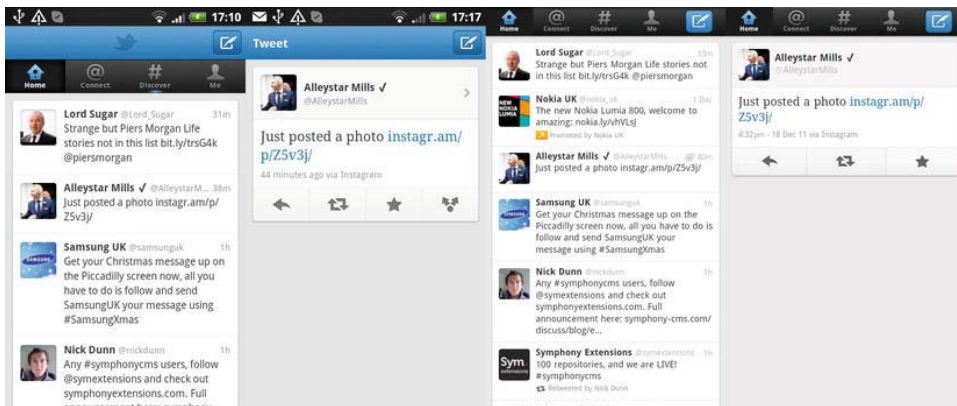 17:10
Home Connect Discover Me
Lord Sugar @Lord_Sugar 31m
Strange but Piers Morgan Life
stories not in this list bit.ly/trsG4k
@piersmorgan
Alleystar Mills ✓ @AlleystarM... 38m
Just posted a photo instagr.am/p/
Z5v3j/
Samsung UK @samsunguk 1h
Get your Christmas message up on
the Piccadilly screen now, all you
have to do is follow and send
SamsungUK your message using
#SamsungXmas
Nick Dunn @nickdunn 1h
Any #symphonycms users, follow
@symextensions and check out
symphonyextensions.com. Full
17:17
Tweet
Alleystar Mills ✓
@AlleystarMills
Just posted a photo instagr.am/
p/Z5v3j/
44 minutes ago via Instagram
Home Connect Discover Me
Lord Sugar @Lord_Sugar 33m
Strange but Piers Morgan Life stories not
in this list bit.ly/trsG4k @piersmorgan
NEW
NOKIA
LUMIA
Nokia UK @nokia_uk 1 Dec
The new Nokia Lumia 800, welcome to
amazing: nokia.ly/vhVLsJ
Promoted by Nokia UK
Alleystar Mills ✓ @AlleystarMills 40m
Just posted a photo instagr.am/p/Z5v3j/
Samsung UK @samsunguk 1h
Get your Christmas message up on the
Piccadilly screen now, all you have to do is
follow and send SamsungUK your
message using #SamsungXmas
Nick Dunn @nickdunn 1h
Any #symphonycms users, follow
@symextensions and check out
symphonyextensions.com. Full
announcement here: symphony-cms.com/
discuss/blog/e...
Sym
extensions
Symphony Extensions @symextensions 1h
100 repositories, and we are LIVE!
#symphonycms
Retweeted by Nick Dunn
Home Connect Discover Me
Alleystar Mills ✓
@AlleystarMills
Just posted a photo instagr.am/p/
Z5v3j/
4:32pm - 18 Dec 11 via Instagram